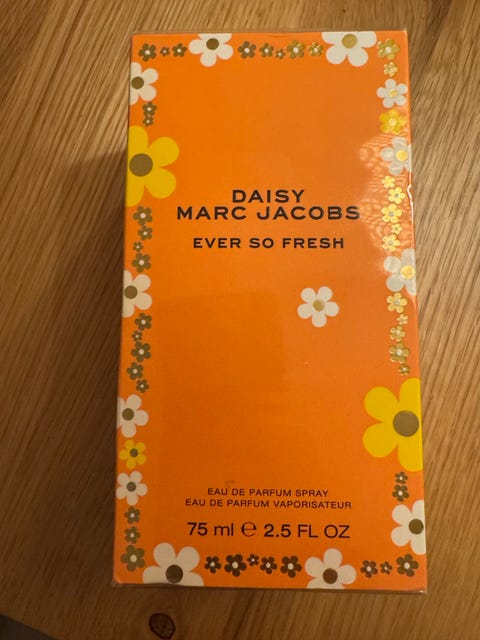 DAISY
MARC JACOBS
EVER SO FRESH
EAU DE PARFUM SPRAY
EAU DE PARFUM VAPORISATEUR
75 ml ℮ 2.5 FL OZ